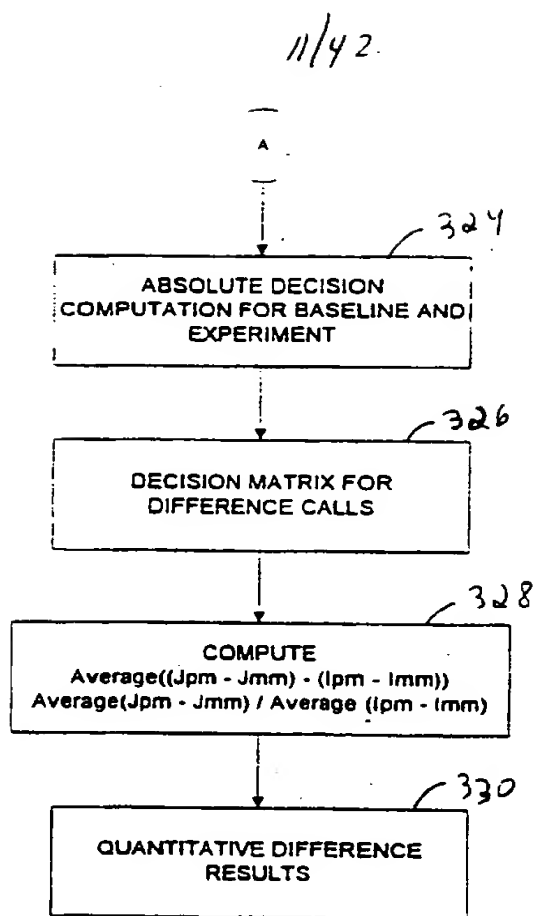 11/42.
A
324
ABSOLUTE DECISION
COMPUTATION FOR BASELINE AND
EXPERIMENT
326
DECISION MATRIX FOR
DIFFERENCE CALLS
328
COMPUTE
Average((Jpm - Jmm) - (Ipm - Imm))
Average(Jpm - Jmm) / Average (Ipm - Imm)
330
QUANTITATIVE DIFFERENCE
RESULTS